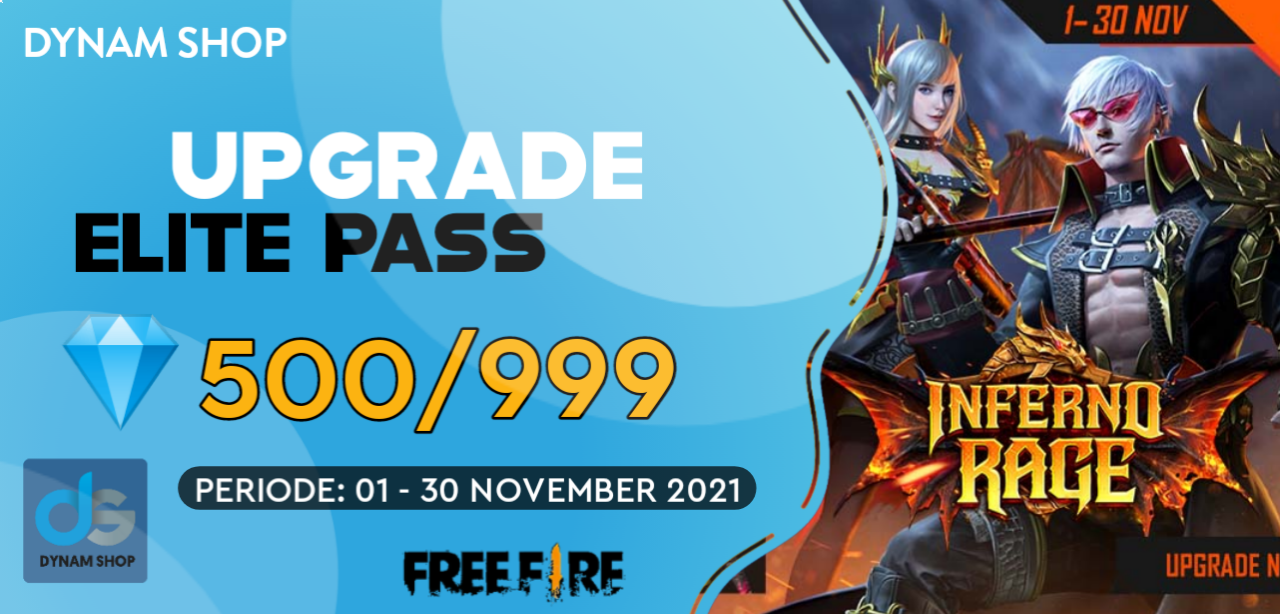 DYNAM SHOP
UPGRADE
ELITE PASS
500/999
PERIODE: 01 - 30 NOVEMBER 2021
DYNAM SHOP
FREE FIRE
1-30 NOV
INFERNO
RAGE
UPGRADE N